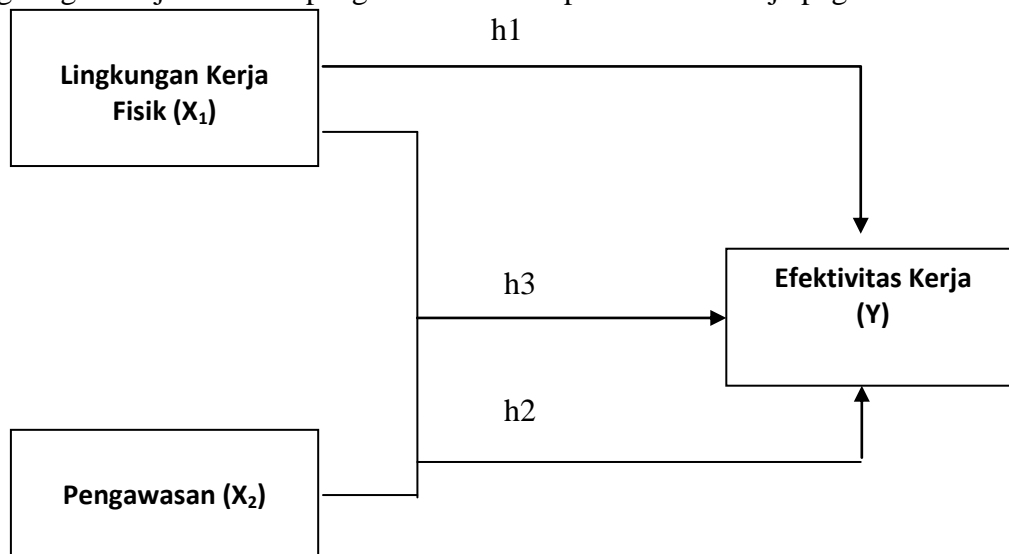 h1
Lingkungan Kerja
Fisik (X₁)
h3
Efektivitas Kerja
(Y)
h2
Pengawasan (X₂)